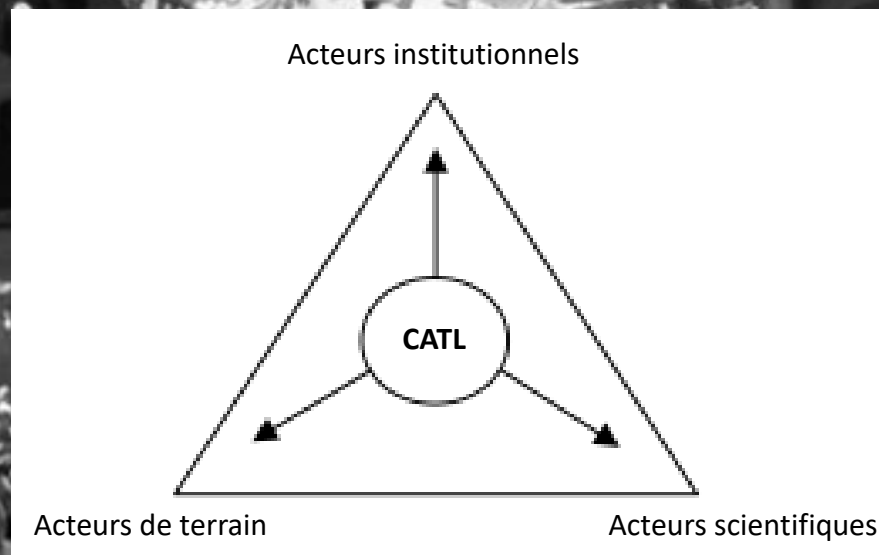 Acteurs institutionnels
CATL
Acteurs de terrain
Acteurs scientifiques